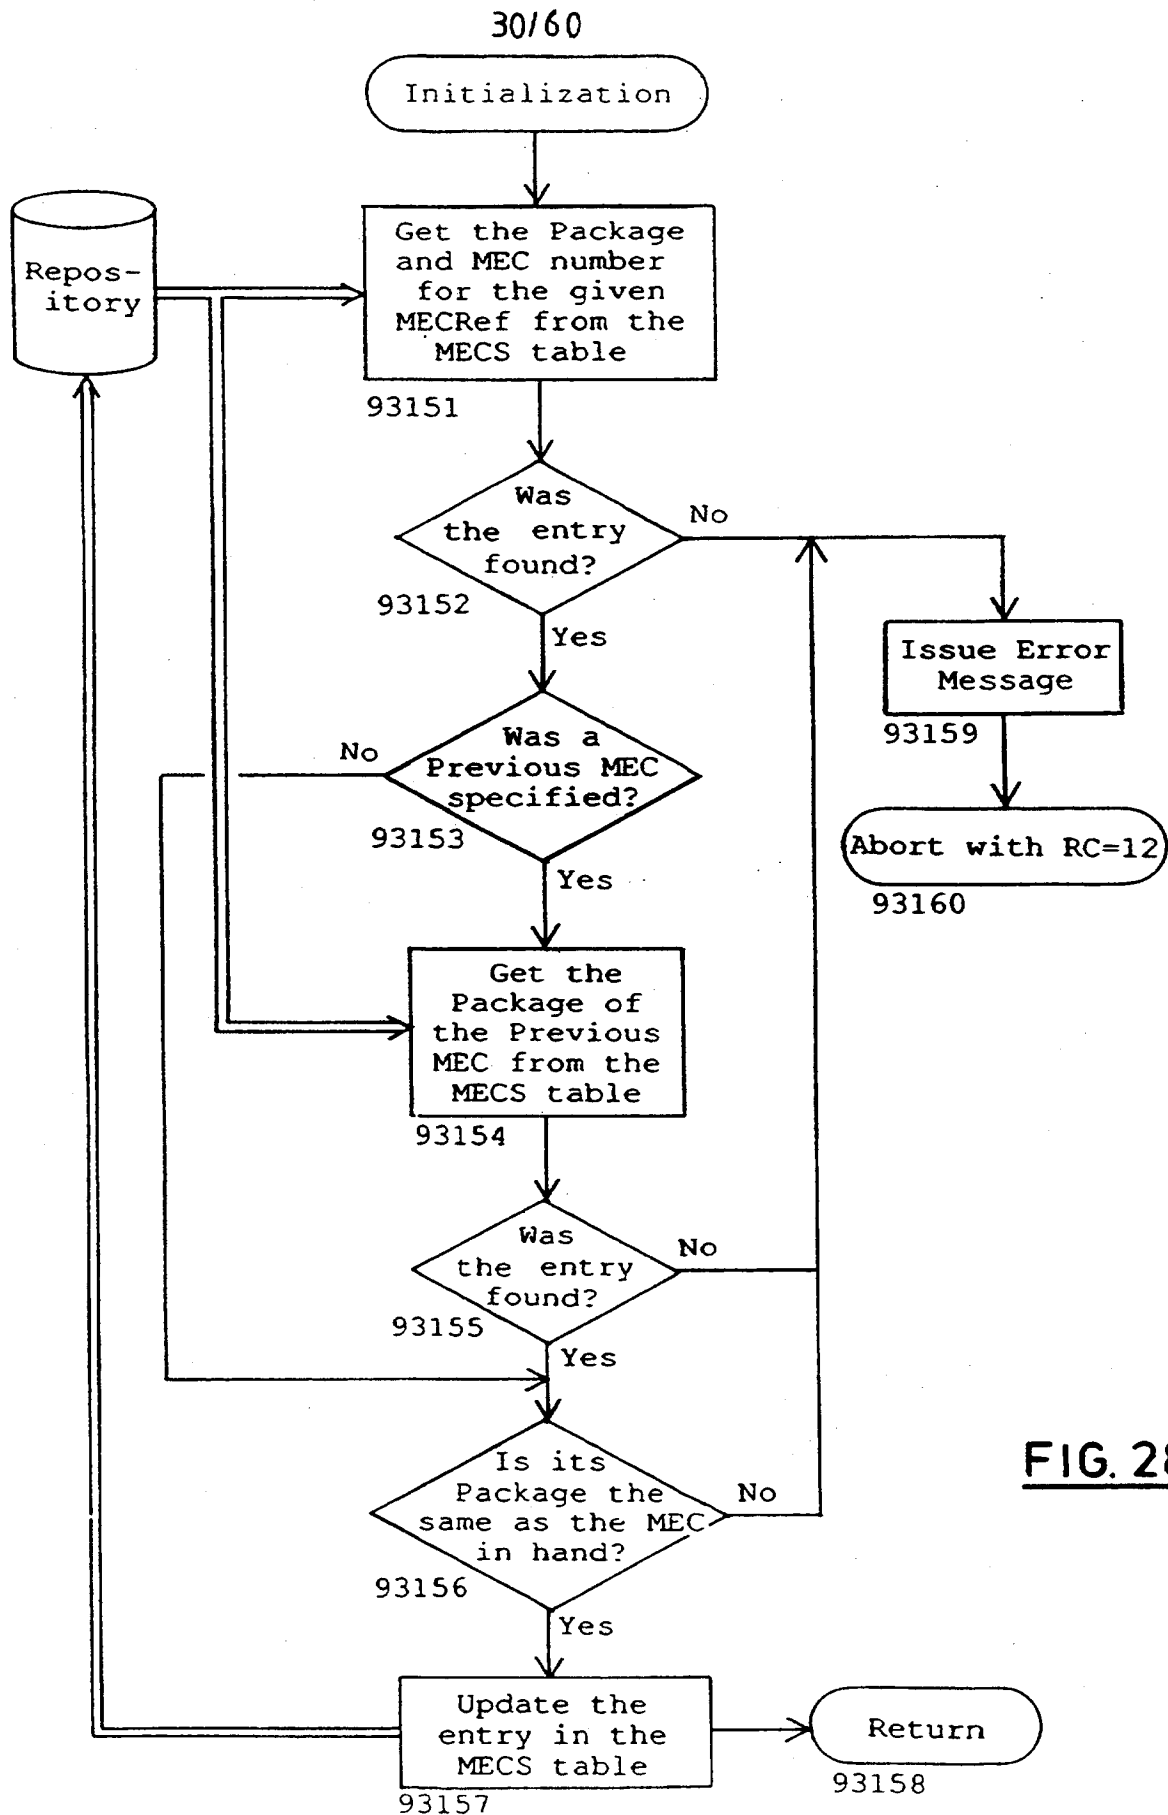 30/60
Initialization
Repos-
itory
Get the Package
and MEC number
for the given
MECRef from the
MECS table
93151
Was
the entry
found?
No
93152
Yes
Issue Error
Message
93159
Was a
Previous MEC
specified?
No
93153
Yes
Abort with RC=12
93160
Get the
Package of
the Previous
MEC from the
MECS table
93154
Was
the entry
found?
No
93155
Yes
Is its
Package the
same as the MEC
in hand?
No
93156
Yes
FIG. 28
Update the
entry in the
MECS table
93157
Return
93158